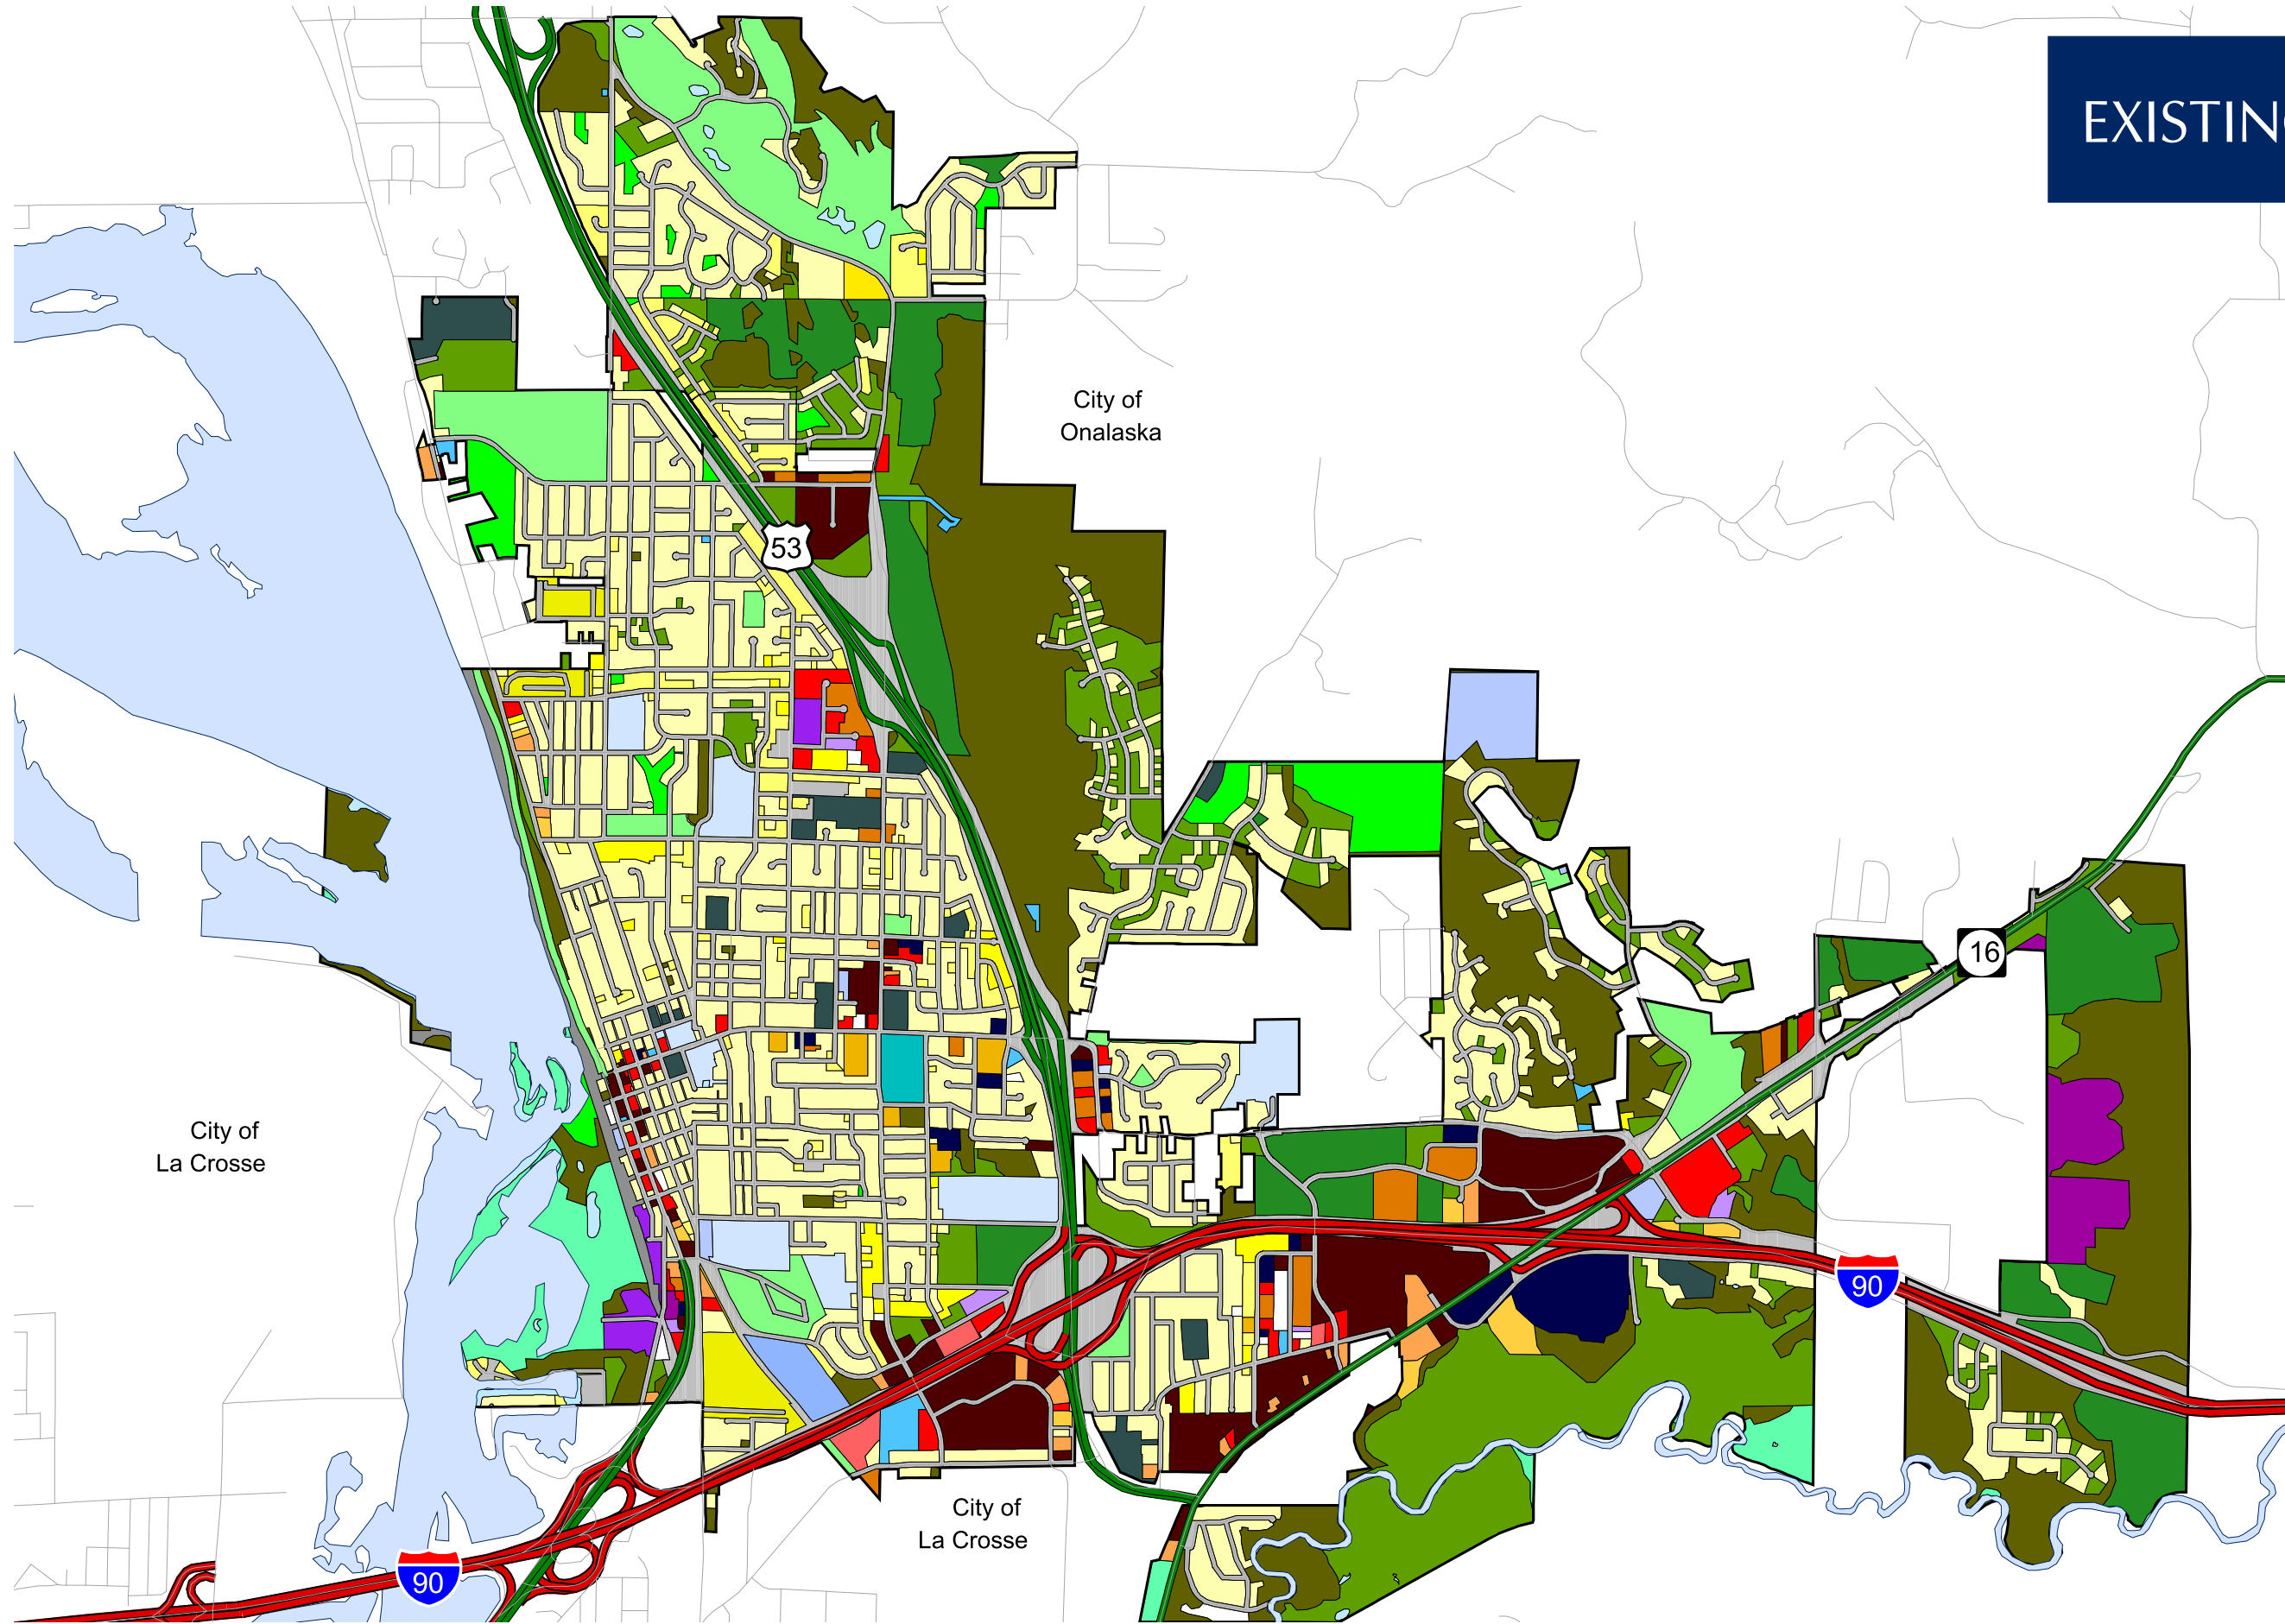 EXISTIN
City of
Onalaska
53
16
City of
La Crosse
90
City of
La Crosse
90